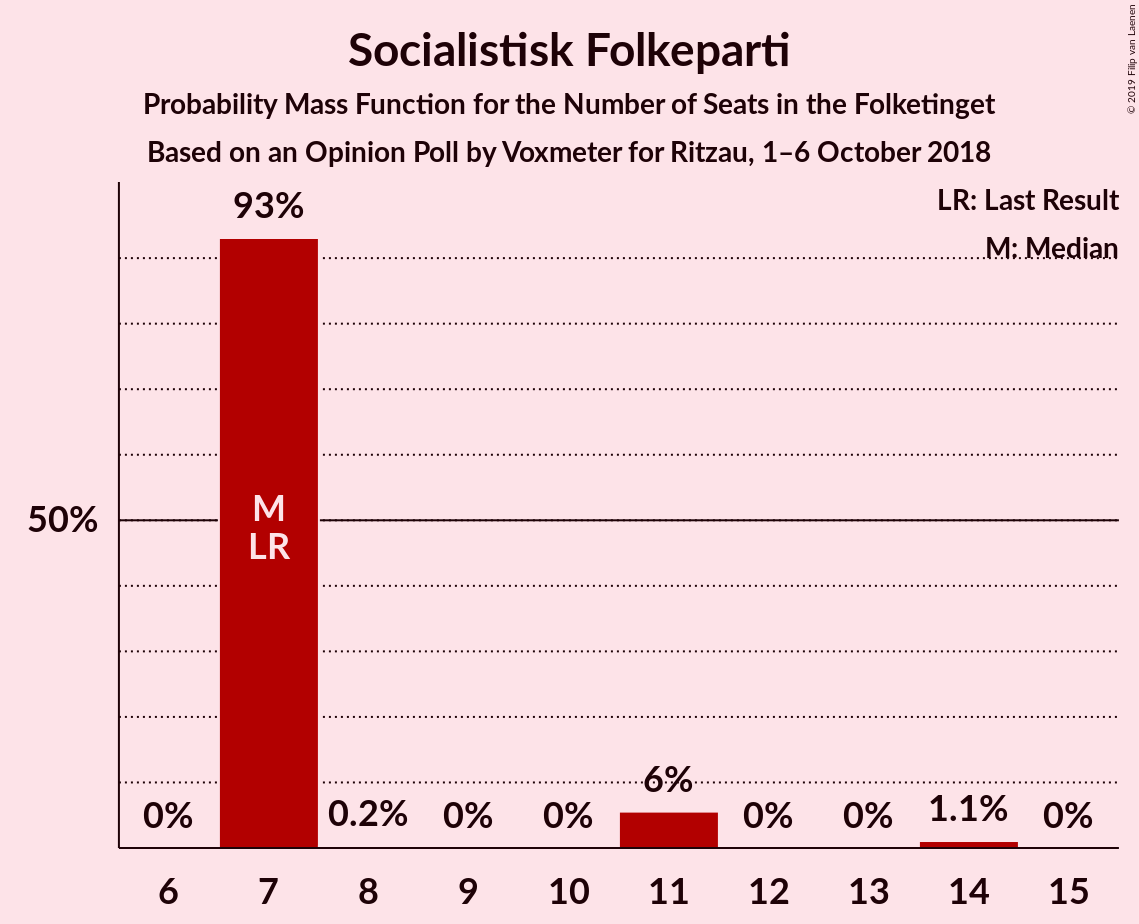 Socialistisk Folkeparti
Probability Mass Function for the Number of Seats in the Folketinget
Based on an Opinion Poll by Voxmeter for Ritzau, 1–6 October 2018
© 2019 Filip van Laenen
LR: Last Result
M: Median
93%
50%
M
LR
0%
0.2%
0%
0%
6%
0%
0%
1.1%
0%
6
7
8
9
10
11
12
13
14
15